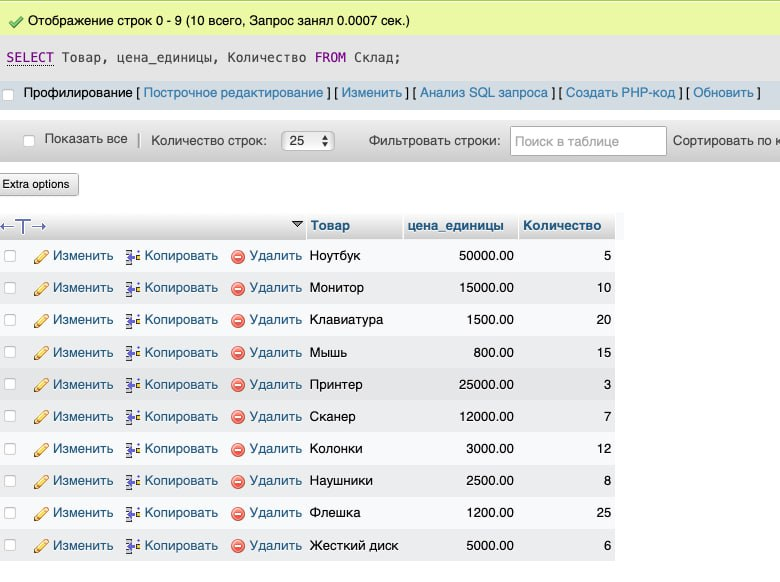 Отображение строк 0 - 9 (10 всего, Запрос занял 0.0007 сек.)
SELECT Товар, цена_единицы, Количество FROM Склад;
Профилирование [ Построчное редактирование ] [ Изменить ] [ Анализ SQL запроса ] [ Создать PHP-код ] [ Обновить ]
Показать все | Количество строк: 25 Фильтровать строки: Поиск в таблице Сортировать по к
Extra options
←T→ Товар цена_единицы Количество
Изменить Копировать Удалить Ноутбук 50000.00 5
Изменить Копировать Удалить Монитор 15000.00 10
Изменить Копировать Удалить Клавиатура 1500.00 20
Изменить Копировать Удалить Мышь 800.00 15
Изменить Копировать Удалить Принтер 25000.00 3
Изменить Копировать Удалить Сканер 12000.00 7
Изменить Копировать Удалить Колонки 3000.00 12
Изменить Копировать Удалить Наушники 2500.00 8
Изменить Копировать Удалить Флешка 1200.00 25
Изменить Копировать Удалить Жесткий диск 5000.00 6